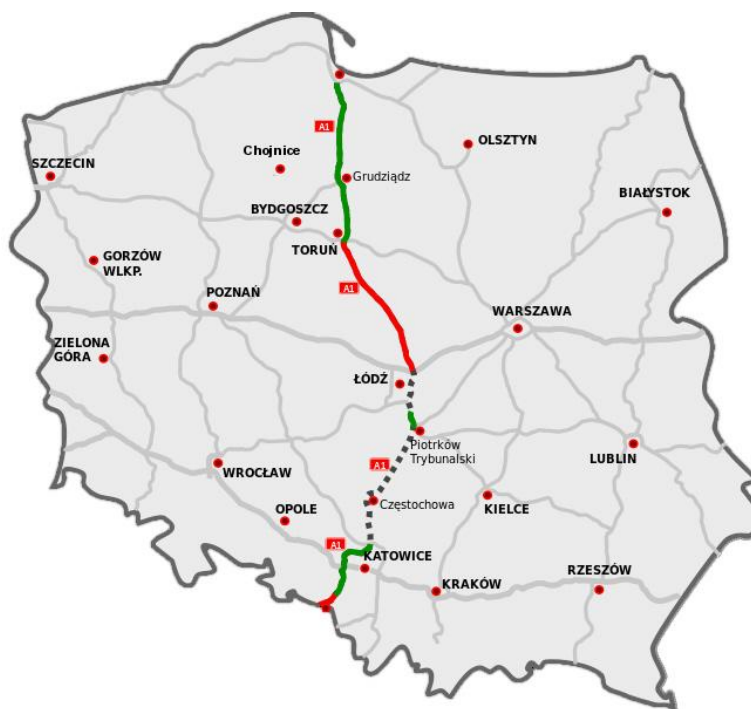 A1
Chojnice
OLSZTYN
SZCZECIN
Grudziądz
BIAŁYSTOK
BYDGOSZCZ
TORUŃ
GORZÓW
WLKP.
A1
POZNAŃ
WARSZAWA
ZIELONA
GÓRA
ŁÓDŹ
Piotrków
Trybunalski
LUBLIN
A1
WROCŁAW
Częstochowa
OPOLE
KIELCE
A1
KATOWICE
RZESZÓW
KRAKÓW